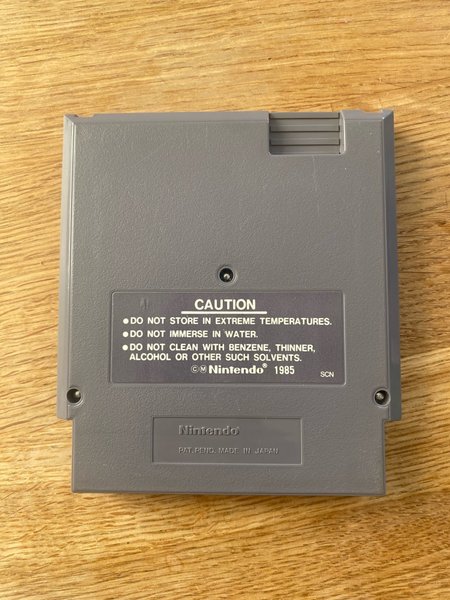 CAUTION
●DO NOT STORE IN EXTREME TEMPERATURES.
●DO NOT IMMERSE IN WATER.
●DO NOT CLEAN WITH BENZENE, THINNER,
ALCOHOL OR OTHER SUCH SOLVENTS.
©Ⓜ Nintendo® 1985
SCN
Nintendo®
PAT. PEND. MADE IN JAPAN